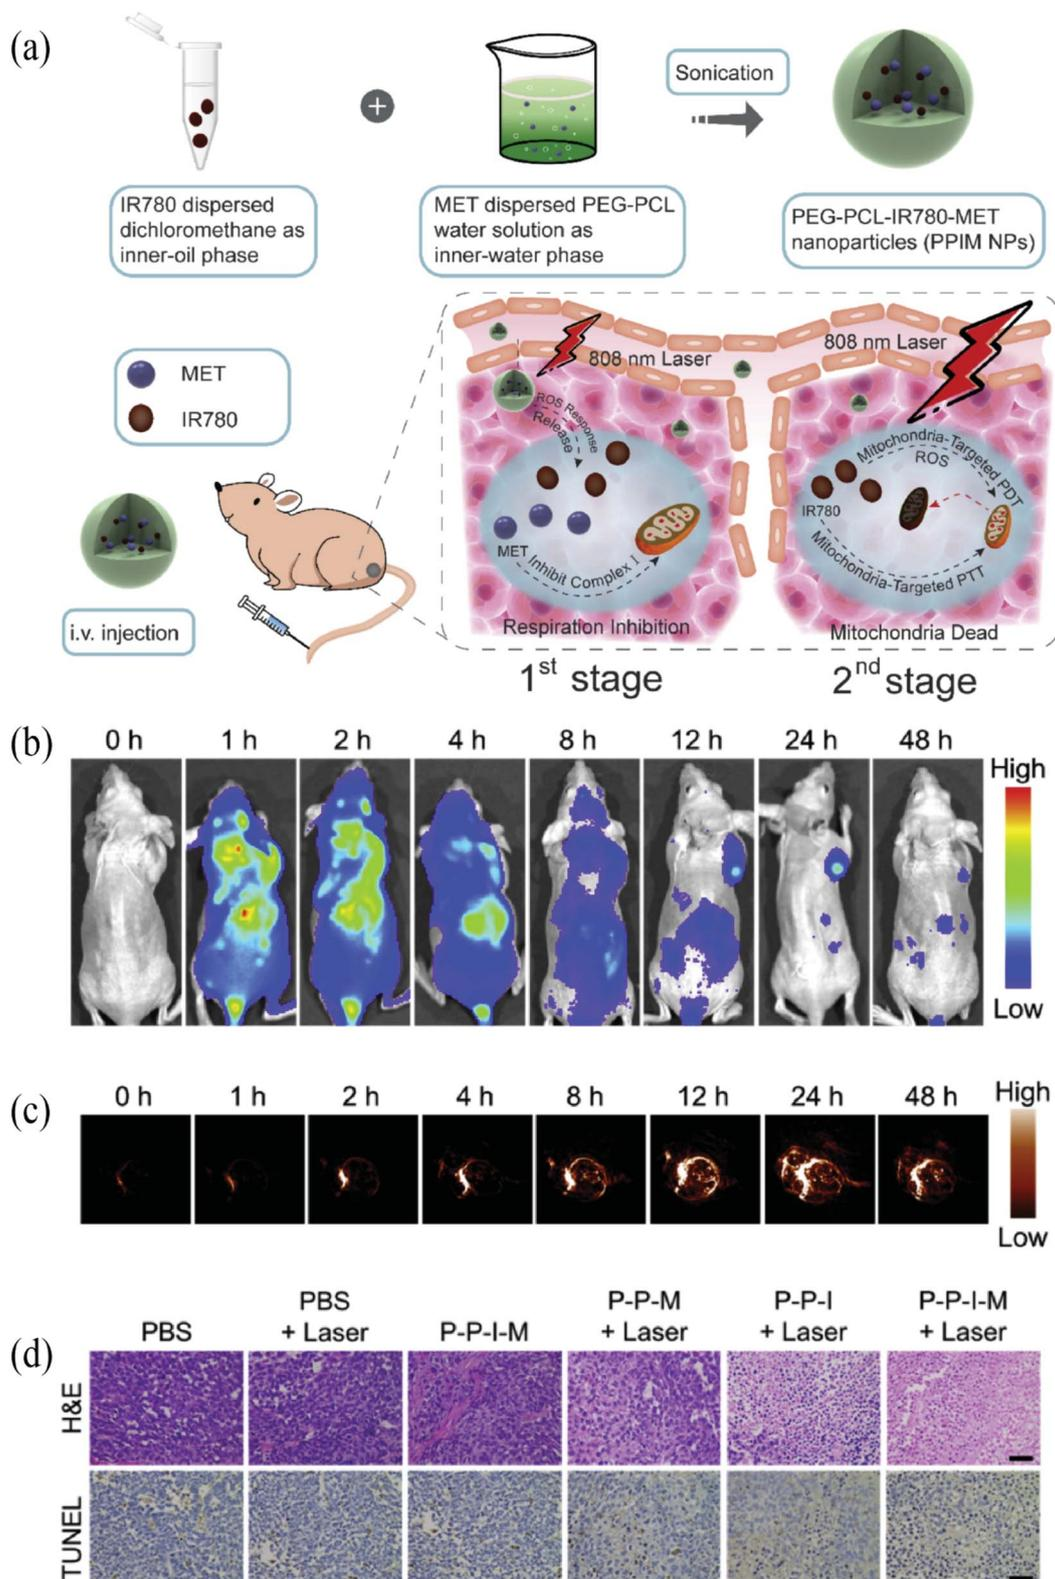 (a)
Sonication
IR780 dispersed
dichloromethane as
inner-oil phase
MET dispersed PEG-PCL
water solution as
inner-water phase
PEG-PCL-IR780-MET
nanoparticles (PPIM NPs)
MET
IR780
i.v. injection
808 nm Laser
ROS Response
Release
MET
Inhibit Complex I
Respiration Inhibition
1st stage
808 nm Laser
Mitochondria-Targeted PDT
ROS
IR780
Mitochondria-Targeted PTT
Mitochondria Dead
2nd stage
(b)
0 h 1 h 2 h 4 h 8 h 12 h 24 h 48 h
High
Low
(c)
0 h 1 h 2 h 4 h 8 h 12 h 24 h 48 h
High
Low
(d)
PBS
PBS
+ Laser
P-P-I-M
P-P-M
+ Laser
P-P-I
+ Laser
P-P-I-M
+ Laser
H&E
TUNEL